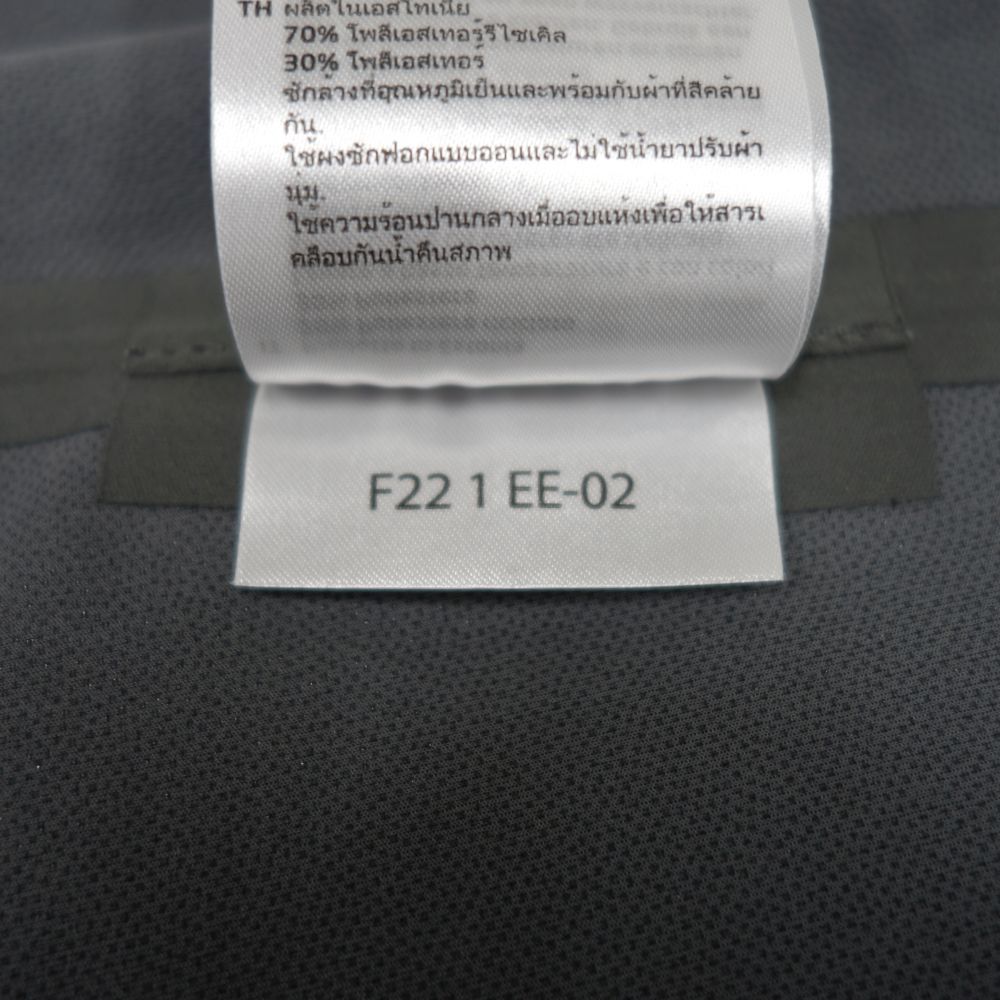 TH ผลิตในเอสโทเนีย
70% โพลีเอสเทอร์รีไซเคิล
30% โพลีเอสเทอร์
ซักล้างที่อุณหภูมิเย็นและพร้อมกับผ้าที่สีคล้าย
กัน.
ใช้ผงซักฟอกแบบอ่อนและไม่ใช้น้ำยาปรับผ้า
นุ่ม.
ใช้ความร้อนปานกลางเมื่ออบแห้งเพื่อให้สารเ
คลือบกันน้ำคืนสภาพ
F22 1 EE-02